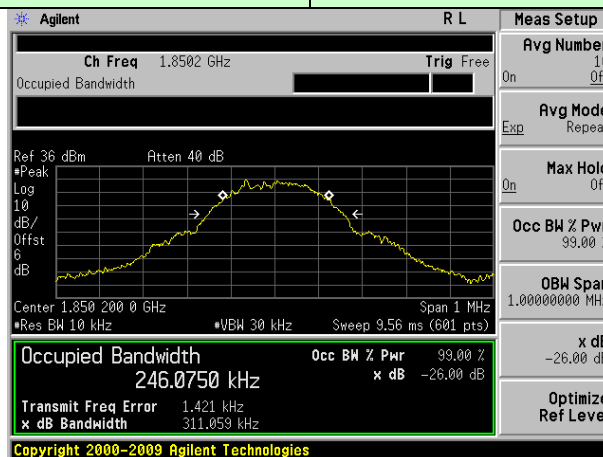 Agilent R L Meas Setup
Ch Freq 1.8502 GHz Trig Free
Occupied Bandwidth
Avg Number
On
Avg Mode
Exp
Max Hold
On
Occ BW % Pwr
99.00
OBW Span
1.00000000
x dB
-26.00
Optimize
Ref Level
Ref 36 dBm Atten 40 dB
#Peak
Log
10
dB/
Offst
6
dB
Center 1.850 200 0 GHz Span 1 MHz
#Res BW 10 kHz #VBW 30 kHz Sweep 9.56 ms (601 pts)
Occupied Bandwidth Occ BW % Pwr 99.00 %
246.0750 kHz x dB -26.00 dB
Transmit Freq Error 1.421 kHz
x dB Bandwidth 311.059 kHz
Copyright 2000-2009 Agilent Technologies